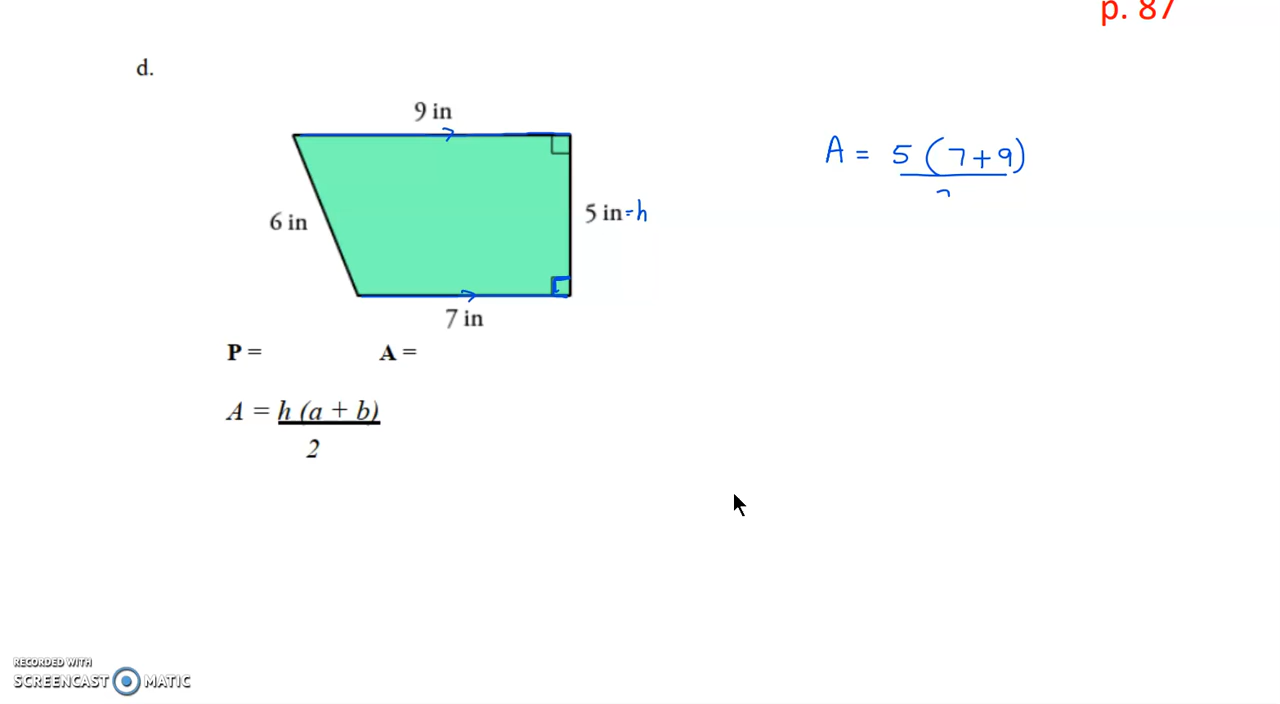 p. 87
d.
9 in
A = 5 (7+9)
6 in
5 in = h
7 in
P =
A =
A = h (a + b)
2
RECORDED WITH
SCREENCAST MATIC